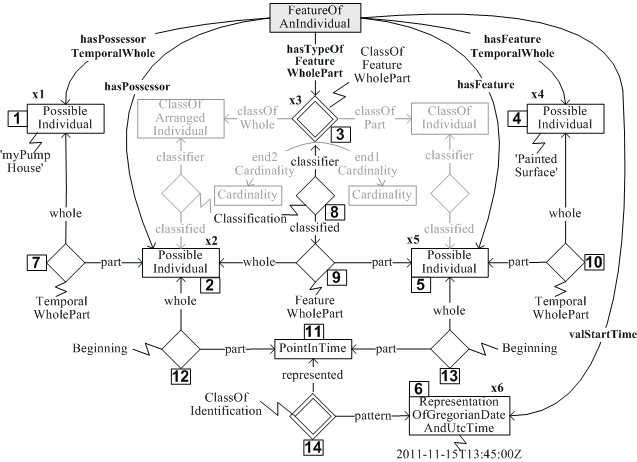 FeatureOf
AnIndividual
hasPossessor
TemporalWhole
hasTypeOf
Feature
WholePart
ClassOf
Feature
WholePart
hasFeature
TemporalWhole
hasPossessor
hasFeature
x1
x3
x4
Possible
Individual
1
ClassOf
Arranged
Individual
classOf
Whole
3
classOf
Part
ClassOf
Individual
Possible
Individual
4
'myPump
House'
'Painted
Surface'
classifier
end2
Cardinality
classifier
end1
Cardinality
classifier
Cardinality
Cardinality
Classification
8
whole
classified
classified
classified
whole
x2
x5
7
part
Possible
Individual
2
whole
9
part
Possible
Individual
5
part
10
Temporal
WholePart
Feature
WholePart
Temporal
WholePart
whole
whole
11
valStartTime
Beginning
part
PointInTime
part
Beginning
12
13
represented
6
x6
ClassOf
Identification
pattern
Representation
OfGregorianDate
AndUtcTime
14
2011-11-15T13:45:00Z